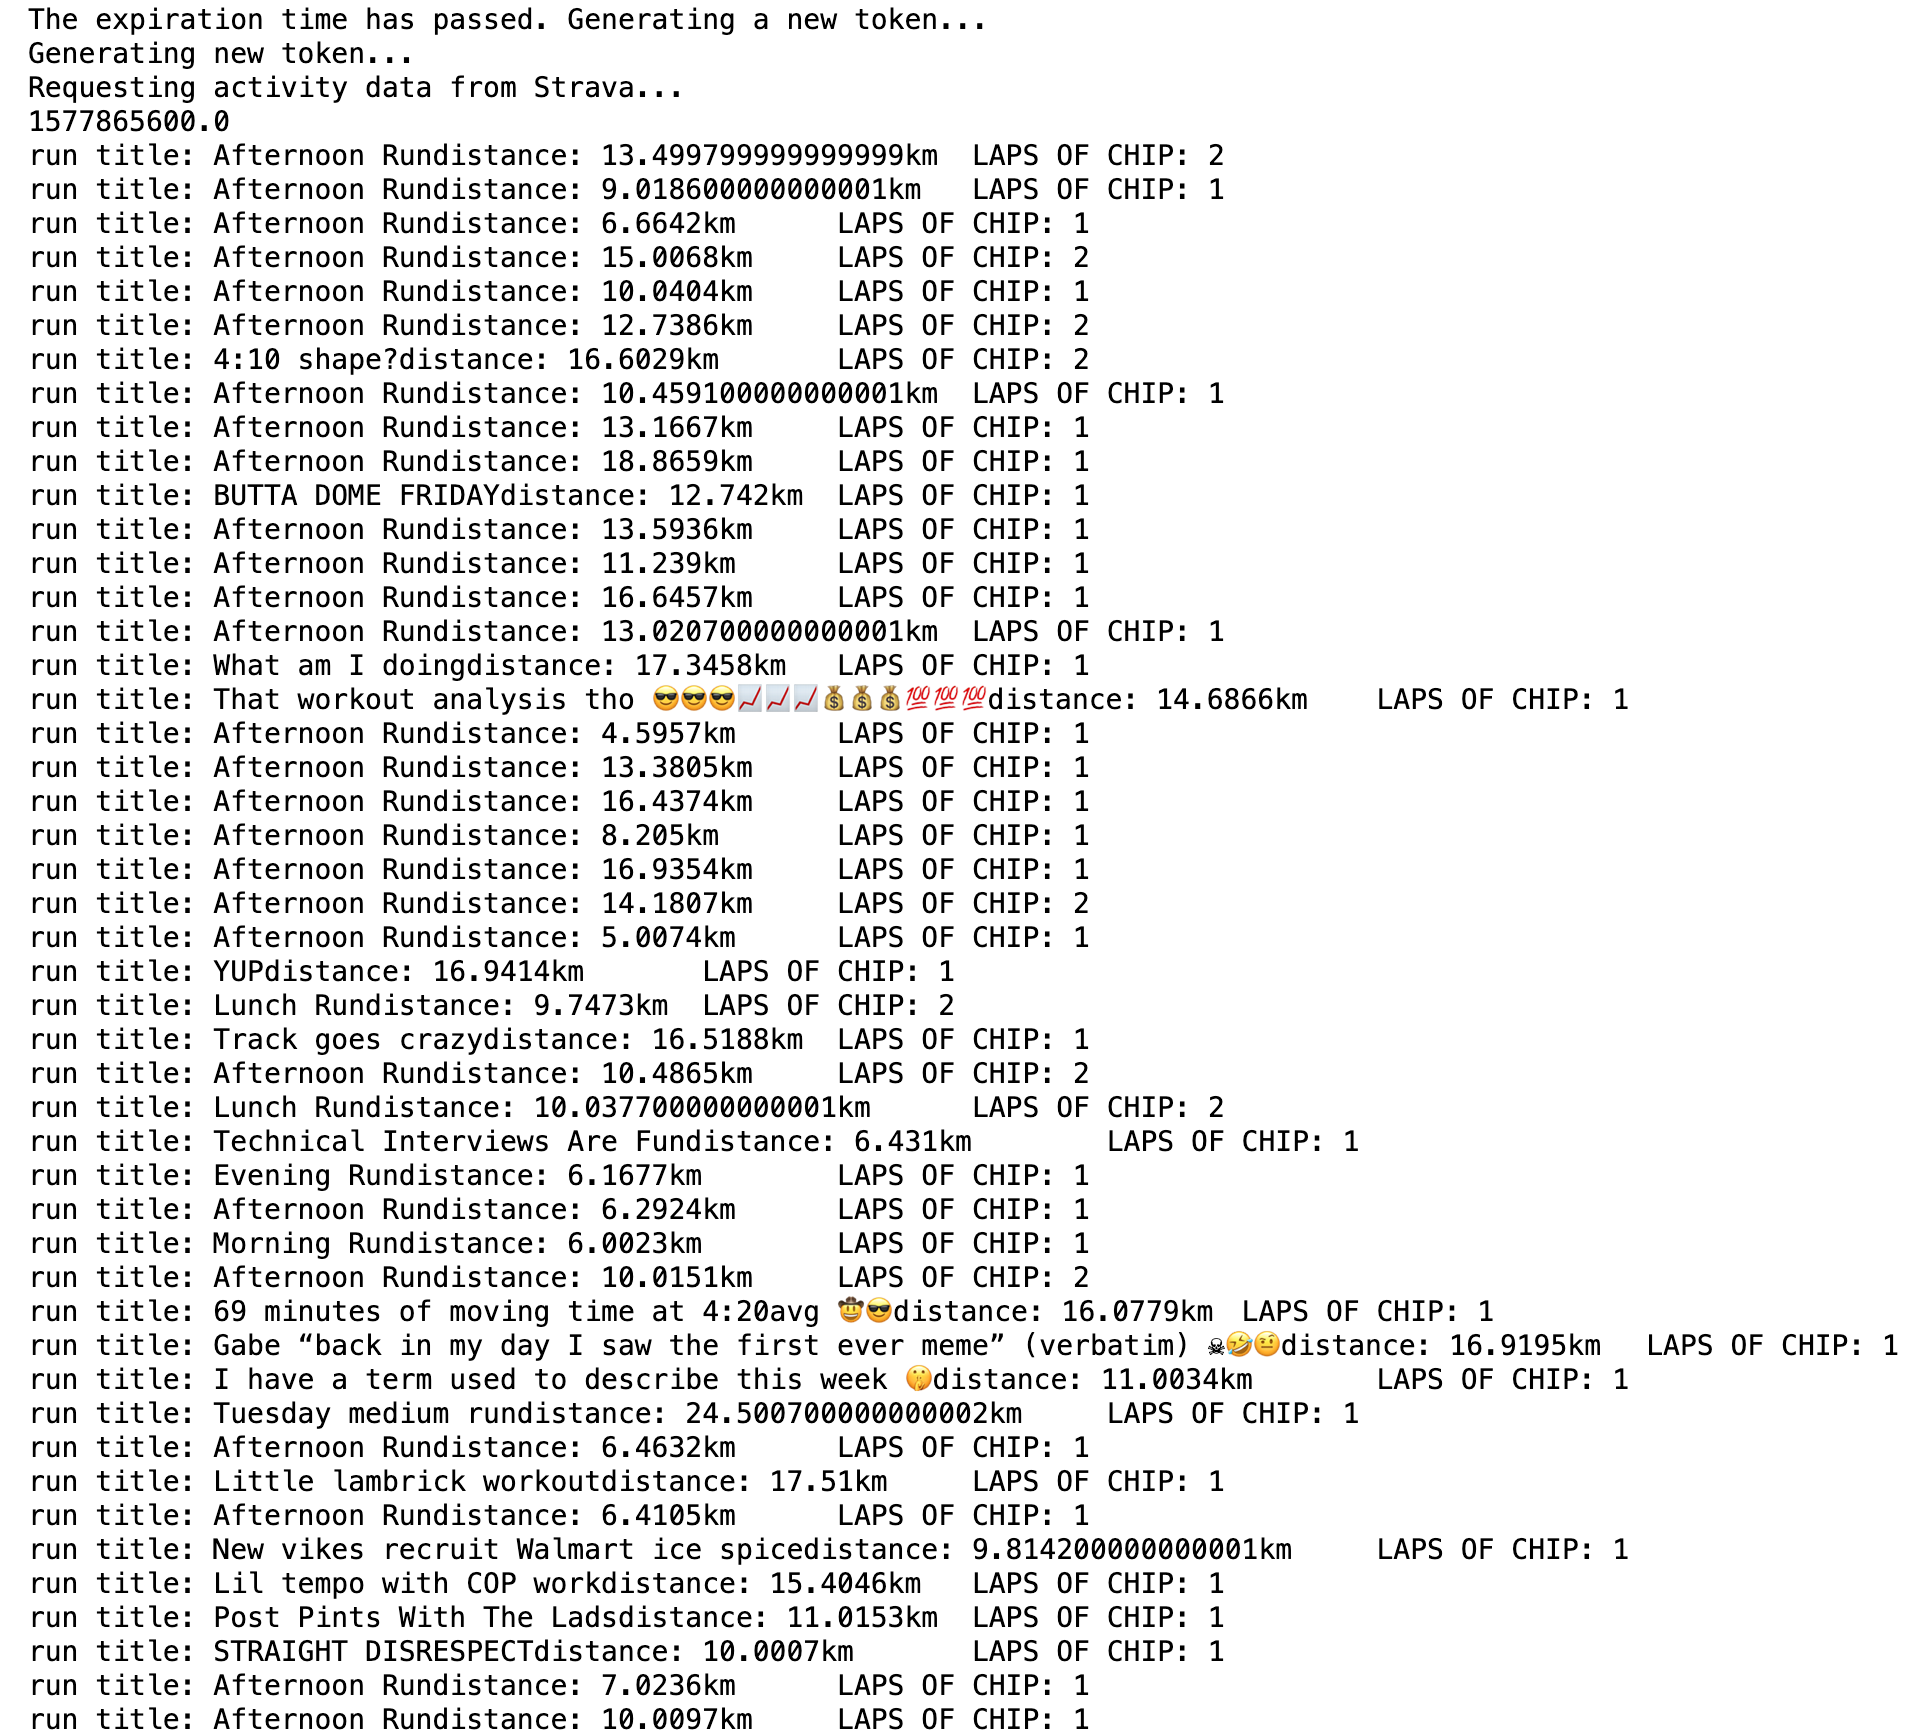 The expiration time has passed. Generating a new token...
Generating new token...
Requesting activity data from Strava...
1577865600.0
run title: Afternoon Rundistance: 13.499799999999999km	LAPS OF CHIP: 2
run title: Afternoon Rundistance: 9.018600000000001km	LAPS OF CHIP: 1
run title: Afternoon Rundistance: 6.6642km	LAPS OF CHIP: 1
run title: Afternoon Rundistance: 15.0068km	LAPS OF CHIP: 2
run title: Afternoon Rundistance: 10.0404km	LAPS OF CHIP: 1
run title: Afternoon Rundistance: 12.7386km	LAPS OF CHIP: 2
run title: 4:10 shape?distance: 16.6029km	LAPS OF CHIP: 2
run title: Afternoon Rundistance: 10.459100000000001km	LAPS OF CHIP: 1
run title: Afternoon Rundistance: 13.1667km	LAPS OF CHIP: 1
run title: Afternoon Rundistance: 18.8659km	LAPS OF CHIP: 1
run title: BUTTA DOME FRIDAYdistance: 12.742km	LAPS OF CHIP: 1
run title: Afternoon Rundistance: 13.5936km	LAPS OF CHIP: 1
run title: Afternoon Rundistance: 11.239km	LAPS OF CHIP: 1
run title: Afternoon Rundistance: 16.6457km	LAPS OF CHIP: 1
run title: Afternoon Rundistance: 13.020700000000001km	LAPS OF CHIP: 1
run title: What am I doingdistance: 17.3458km	LAPS OF CHIP: 1
run title: That workout analysis tho 😎😎😎📈📈📈💰💰💰💯💯💯distance: 14.6866km	LAPS OF CHIP: 1
run title: Afternoon Rundistance: 4.5957km	LAPS OF CHIP: 1
run title: Afternoon Rundistance: 13.3805km	LAPS OF CHIP: 1
run title: Afternoon Rundistance: 16.4374km	LAPS OF CHIP: 1
run title: Afternoon Rundistance: 8.205km	LAPS OF CHIP: 1
run title: Afternoon Rundistance: 16.9354km	LAPS OF CHIP: 1
run title: Afternoon Rundistance: 14.1807km	LAPS OF CHIP: 2
run title: Afternoon Rundistance: 5.0074km	LAPS OF CHIP: 1
run title: YUPdistance: 16.9414km	LAPS OF CHIP: 1
run title: Lunch Rundistance: 9.7473km	LAPS OF CHIP: 2
run title: Track goes crazydistance: 16.5188km	LAPS OF CHIP: 1
run title: Afternoon Rundistance: 10.4865km	LAPS OF CHIP: 2
run title: Lunch Rundistance: 10.037700000000001km	LAPS OF CHIP: 2
run title: Technical Interviews Are Fundistance: 6.431km	LAPS OF CHIP: 1
run title: Evening Rundistance: 6.1677km	LAPS OF CHIP: 1
run title: Afternoon Rundistance: 6.2924km	LAPS OF CHIP: 1
run title: Morning Rundistance: 6.0023km	LAPS OF CHIP: 1
run title: Afternoon Rundistance: 10.0151km	LAPS OF CHIP: 2
run title: 69 minutes of moving time at 4:20avg 🤠😎distance: 16.0779km	LAPS OF CHIP: 1
run title: Gabe “back in my day I saw the first ever meme” (verbatim) ☠🤣🤨distance: 16.9195km	LAPS OF CHIP: 1
run title: I have a term used to describe this week 🤫distance: 11.0034km	LAPS OF CHIP: 1
run title: Tuesday medium rundistance: 24.500700000000002km	LAPS OF CHIP: 1
run title: Afternoon Rundistance: 6.4632km	LAPS OF CHIP: 1
run title: Little lambrick workoutdistance: 17.51km	LAPS OF CHIP: 1
run title: Afternoon Rundistance: 6.4105km	LAPS OF CHIP: 1
run title: New vikes recruit Walmart ice spicedistance: 9.814200000000001km	LAPS OF CHIP: 1
run title: Lil tempo with COP workdistance: 15.4046km	LAPS OF CHIP: 1
run title: Post Pints With The Ladsdistance: 11.0153km	LAPS OF CHIP: 1
run title: STRAIGHT DISRESPECTdistance: 10.0007km	LAPS OF CHIP: 1
run title: Afternoon Rundistance: 7.0236km	LAPS OF CHIP: 1
run title: Afternoon Rundistance: 10.0097km	LAPS OF CHIP: 1